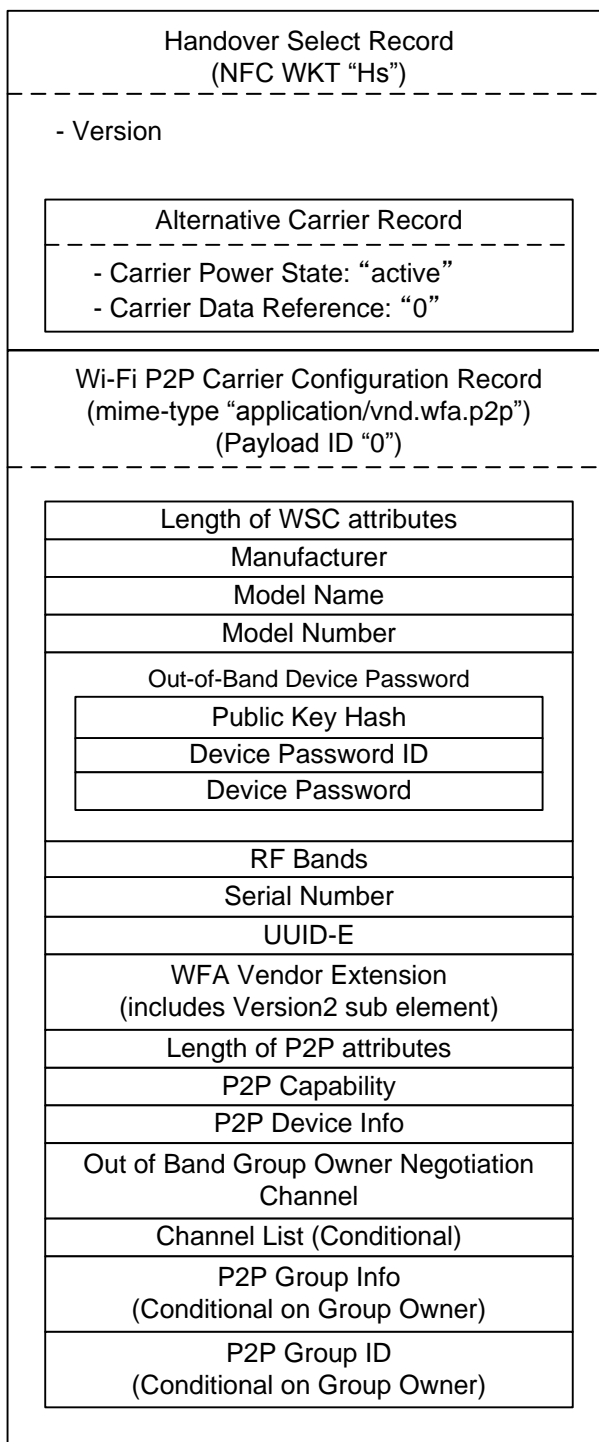 Handover Select Record
(NFC WKT “Hs”)
- Version
Alternative Carrier Record
- Carrier Power State: “active”
- Carrier Data Reference: “0”
Wi-Fi P2P Carrier Configuration Record
(mime-type “application/vnd.wfa.p2p”)
(Payload ID “0”)
Length of WSC attributes
Manufacturer
Model Name
Model Number
Out-of-Band Device Password
Public Key Hash
Device Password ID
Device Password
RF Bands
Serial Number
UUID-E
WFA Vendor Extension
(includes Version2 sub element)
Length of P2P attributes
P2P Capability
P2P Device Info
Out of Band Group Owner Negotiation
Channel
Channel List (Conditional)
P2P Group Info
(Conditional on Group Owner)
P2P Group ID
(Conditional on Group Owner)